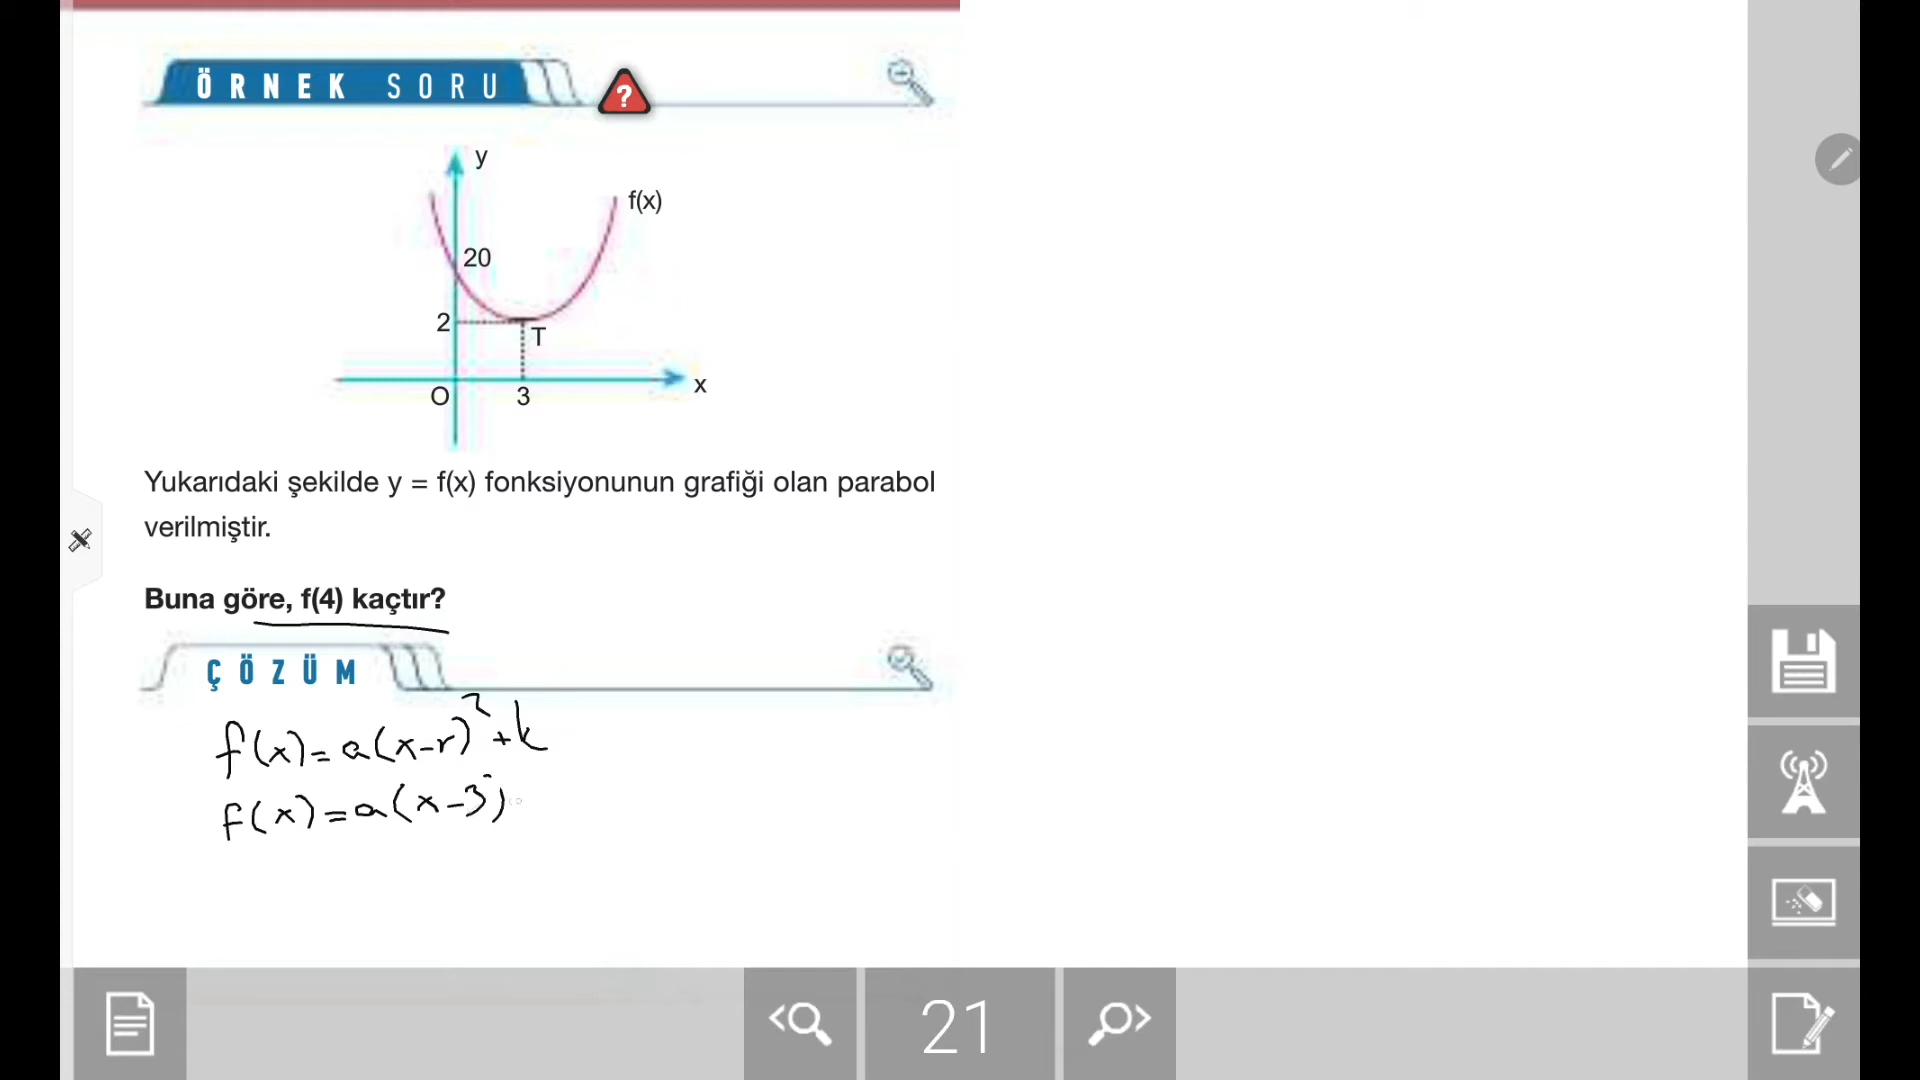 ÖRNEK SORU ?
y
f(x)
20
2
T
O
3
x
Yukarıdaki şekilde y = f(x) fonksiyonunun grafiği olan parabol
verilmiştir.
Buna göre, f(4) kaçtır?
ÇÖZÜM
f(x)=a(x-r)²+k
f(x)=a(x-3)
21